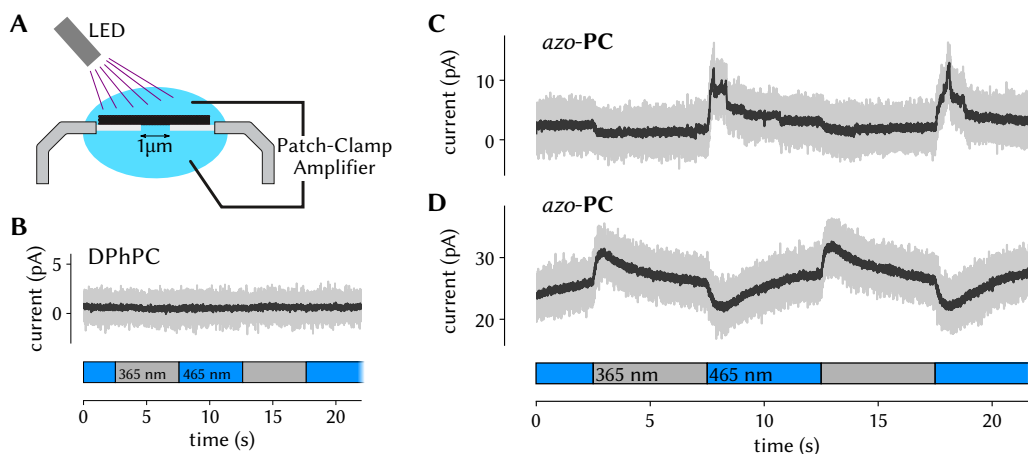 A
LED
1μm
Patch-Clamp
Amplifier
B
DPhPC
current (pA)
5
0
365 nm
465 nm
0
5
10
15
20
time (s)
C
azo-PC
current (pA)
10
0
D
azo-PC
current (pA)
30
20
365 nm
465 nm
0
5
10
15
20
time (s)